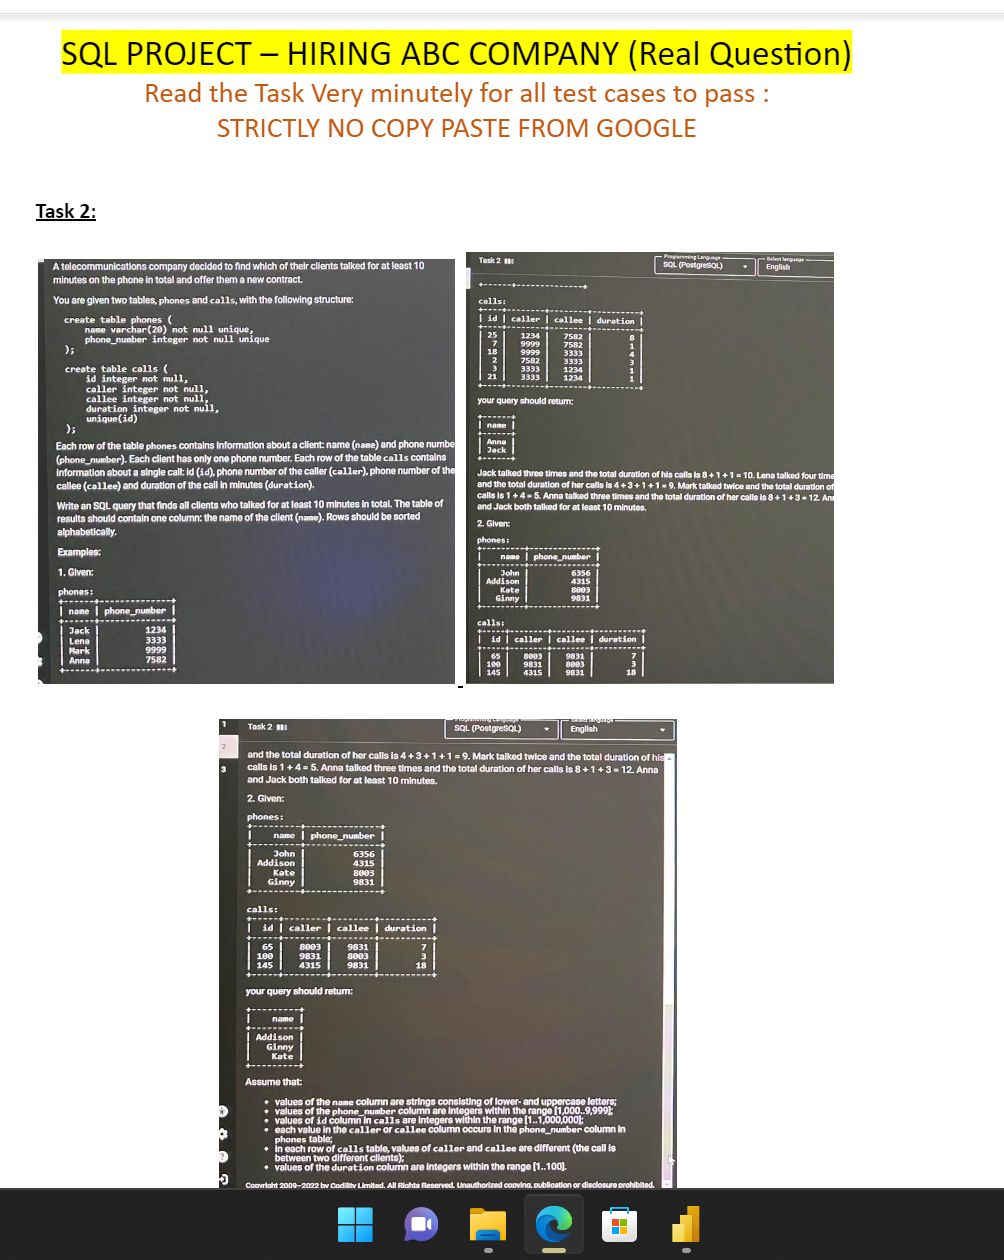 SQL PROJECT – HIRING ABC COMPANY (Real Question)
Read the Task Very minutely for all test cases to pass :
STRICTLY NO COPY PASTE FROM GOOGLE
Task 2:
A telecommunications company decided to find which of their clients talked for at least 10
minutes on the phone in total and offer them a new contract.
You are given two tables, phones and calls, with the following structure:
create table phones (
name varchar(20) not null unique,
phone_number integer not null unique
);
create table calls (
id integer not null,
caller integer not null,
callee integer not null,
duration integer not null,
unique(id)
);
Each row of the table phones contains information about a client: name (name) and phone numbe
(phone_number). Each client has only one phone number. Each row of the table calls contains
information about a single call: id (id), phone number of the caller (caller), phone number of the
callee (callee) and duration of the call in minutes (duration).
Write an SQL query that finds all clients who talked for at least 10 minutes in total. The table of
results should contain one column: the name of the client (name). Rows should be sorted
alphabetically.
Examples:
1. Given:
phones:
| name | phone_number |
| Jack | 1234
| Lena | 3333
| Mark | 9999
| Anna | 7582
Task 2
Programming Language
SQL (PostgreSQL)
Select language
English
calls:
| id | caller | callee | duration |
| 25 | 1234 | 7582 | 8 |
| 7 | 9999 | 7582 | 1 |
| 18 | 9999 | 3333 | 4 |
| 2 | 7582 | 3333 | 3 |
| 3 | 3333 | 1234 | 1 |
| 21 | 3333 | 1234 | 1 |
your query should return:
| name |
| Anna |
| Jack |
Jack talked three times and the total duration of his calls is 8 + 1 + 1 = 10. Lena talked four time
and the total duration of her calls is 4 + 3 + 1 + 1 = 9. Mark talked twice and the total duration of
calls is 1 + 4 = 5. Anna talked three times and the total duration of her calls is 8 + 1 + 3 = 12. An
and Jack both talked for at least 10 minutes.
2. Given:
phones:
| name | phone_number |
| John | 6356 |
| Addison | 4315 |
| Kate | 8003 |
| Ginny | 9831 |
calls:
| id | caller | callee | duration |
| 65 | 8003 | 9831 | 7 |
| 100 | 9831 | 8003 | 3 |
| 145 | 4315 | 9831 | 18 |
1
2
3
Task 2
Programming Language
SQL (PostgreSQL)
Select language
English
and the total duration of her calls is 4 + 3 + 1 + 1 = 9. Mark talked twice and the total duration of his
calls is 1 + 4 = 5. Anna talked three times and the total duration of her calls is 8 + 1 + 3 = 12. Anna
and Jack both talked for at least 10 minutes.
2. Given:
phones:
| name | phone_number |
| John | 6356 |
| Addison | 4315 |
| Kate | 8003 |
| Ginny | 9831 |
calls:
| id | caller | callee | duration |
| 65 | 8003 | 9831 | 7 |
| 100 | 9831 | 8003 | 3 |
| 145 | 4315 | 9831 | 18 |
your query should return:
| name |
| Addison |
| Ginny |
| Kate |
Assume that:
• values of the name column are strings consisting of lower- and uppercase letters;
• values of the phone_number column are integers within the range [1,000..9,999];
• values of id column in calls are integers within the range [1..1,000,000];
• each value in the caller or callee column occurs in the phone_number column in
phones table;
• in each row of calls table, values of caller and callee are different (the call is
between two different clients);
• values of the duration column are integers within the range [1..100].
Copyright 2009–2022 by Codility Limited. All Rights Reserved. Unauthorized copying, publication or disclosure prohibited.